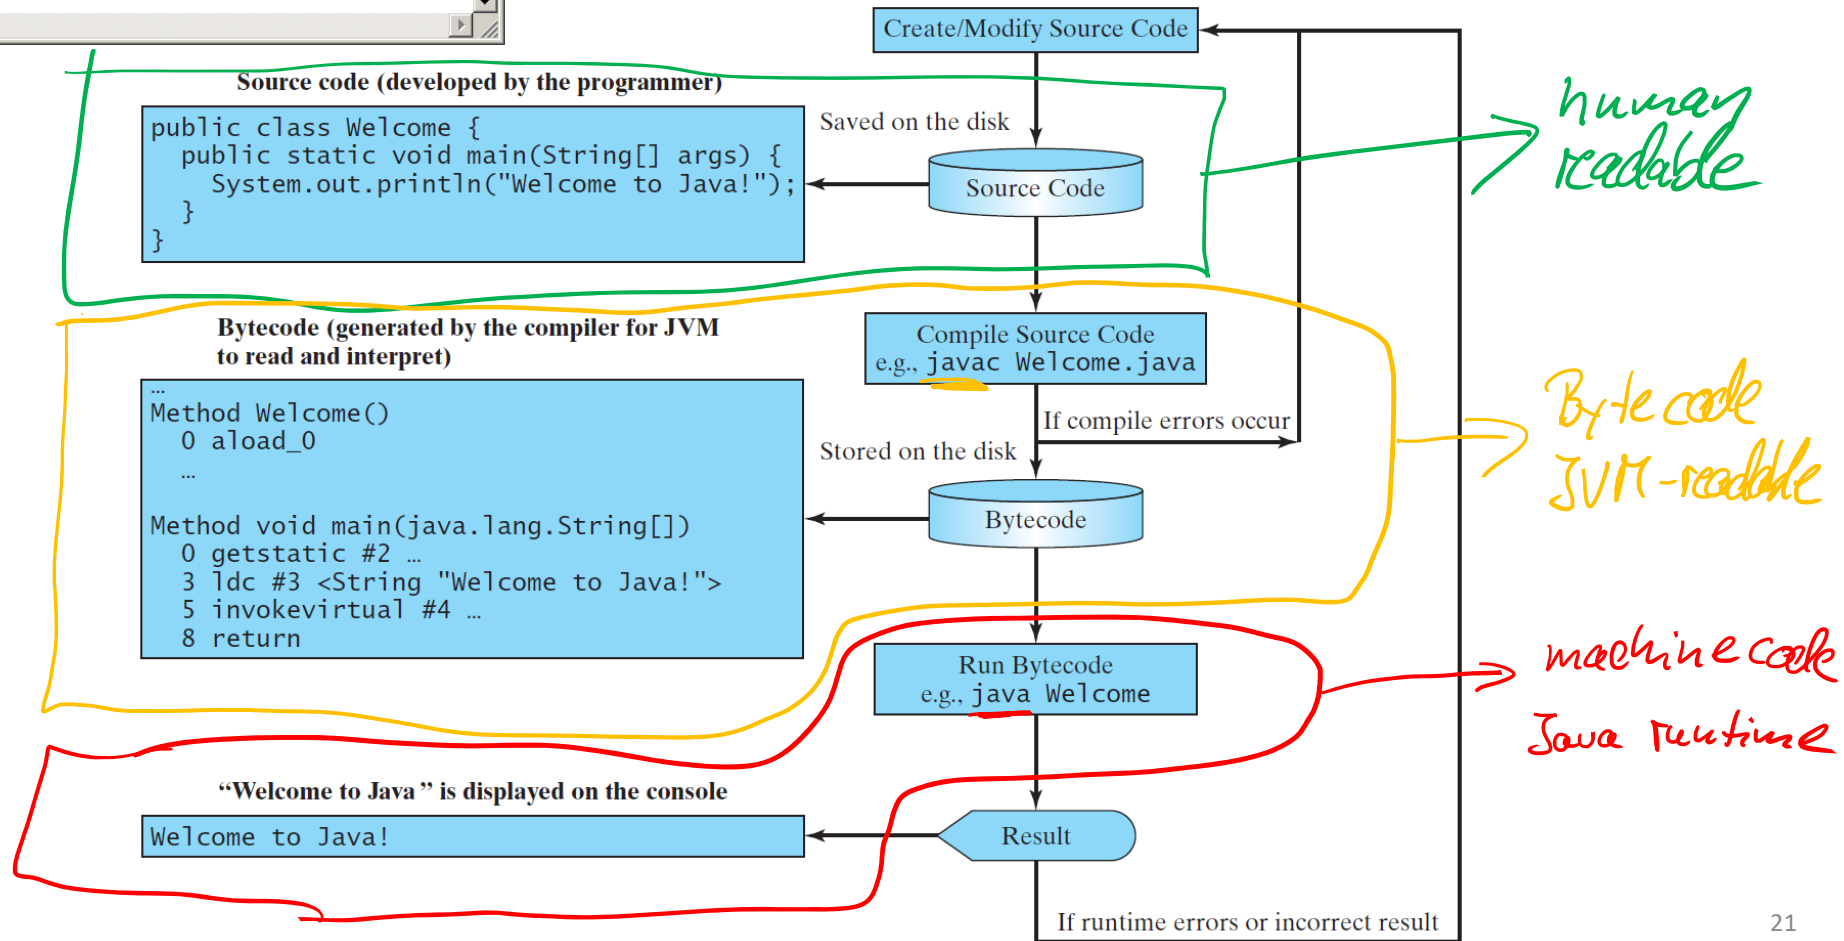 Create/Modify Source Code
Source code (developed by the programmer)
public class Welcome {
  public static void main(String[] args) {
    System.out.println("Welcome to Java!");
  }
}
Saved on the disk
Source Code
human
readable
Bytecode (generated by the compiler for JVM
to read and interpret)
Compile Source Code
e.g., javac Welcome.java
…
Method Welcome()
  0 aload_0
  …
Method void main(java.lang.String[])
  0 getstatic #2 …
  3 ldc #3 <String "Welcome to Java!">
  5 invokevirtual #4 …
  8 return
If compile errors occur
Stored on the disk
Bytecode
Bytecode
JVM-readable
Run Bytecode
e.g., java Welcome
machine code
Java runtime
“Welcome to Java” is displayed on the console
Welcome to Java!
Result
If runtime errors or incorrect result
21